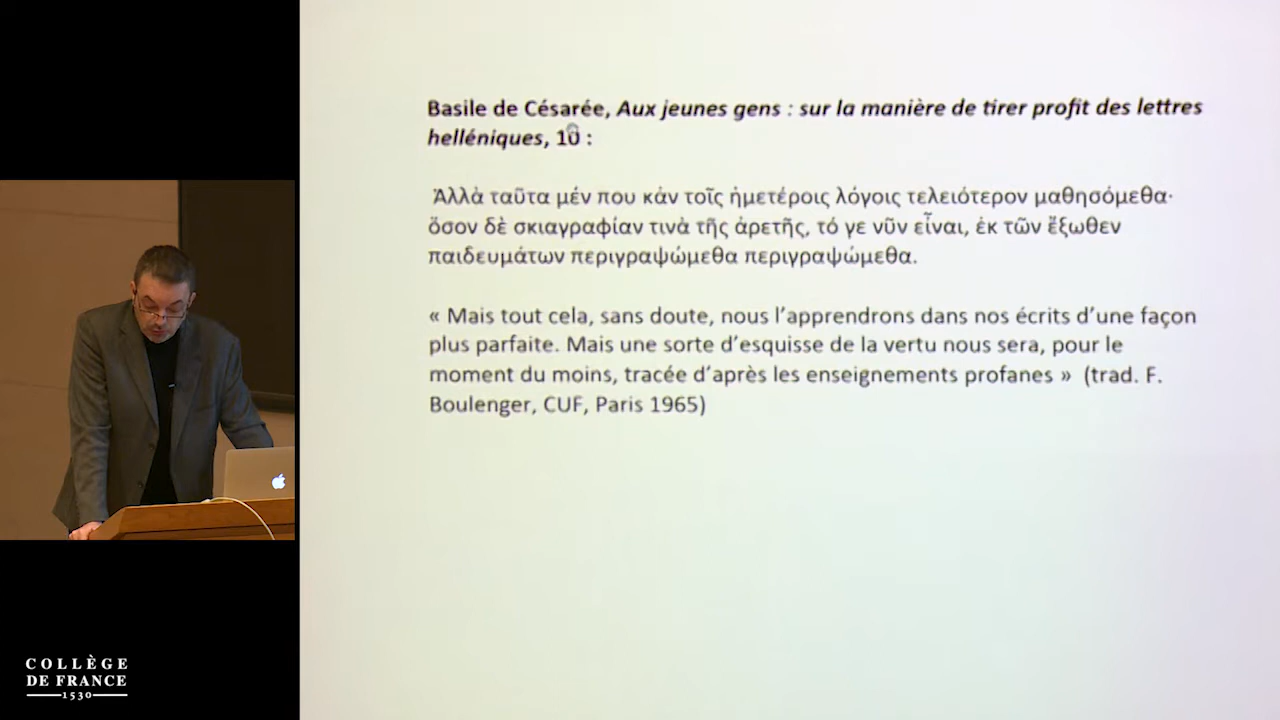 Basile de Césarée, Aux jeunes gens : sur la manière de tirer profit des lettres
helléniques, 10 :
Ἀλλὰ ταῦτα μέν που κἀν τοῖς ἡμετέροις λόγοις τελειότερον μαθησόμεθα·
ὅσον δὲ σκιαγραφίαν τινὰ τῆς ἀρετῆς, τό γε νῦν εἶναι, ἐκ τῶν ἔξωθεν
παιδευμάτων περιγραψώμεθα περιγραψώμεθα.
« Mais tout cela, sans doute, nous l’apprendrons dans nos écrits d’une façon
plus parfaite. Mais une sorte d’esquisse de la vertu nous sera, pour le
moment du moins, tracée d’après les enseignements profanes » (trad. F.
Boulenger, CUF, Paris 1965)
COLLÈGE
DE FRANCE
1530